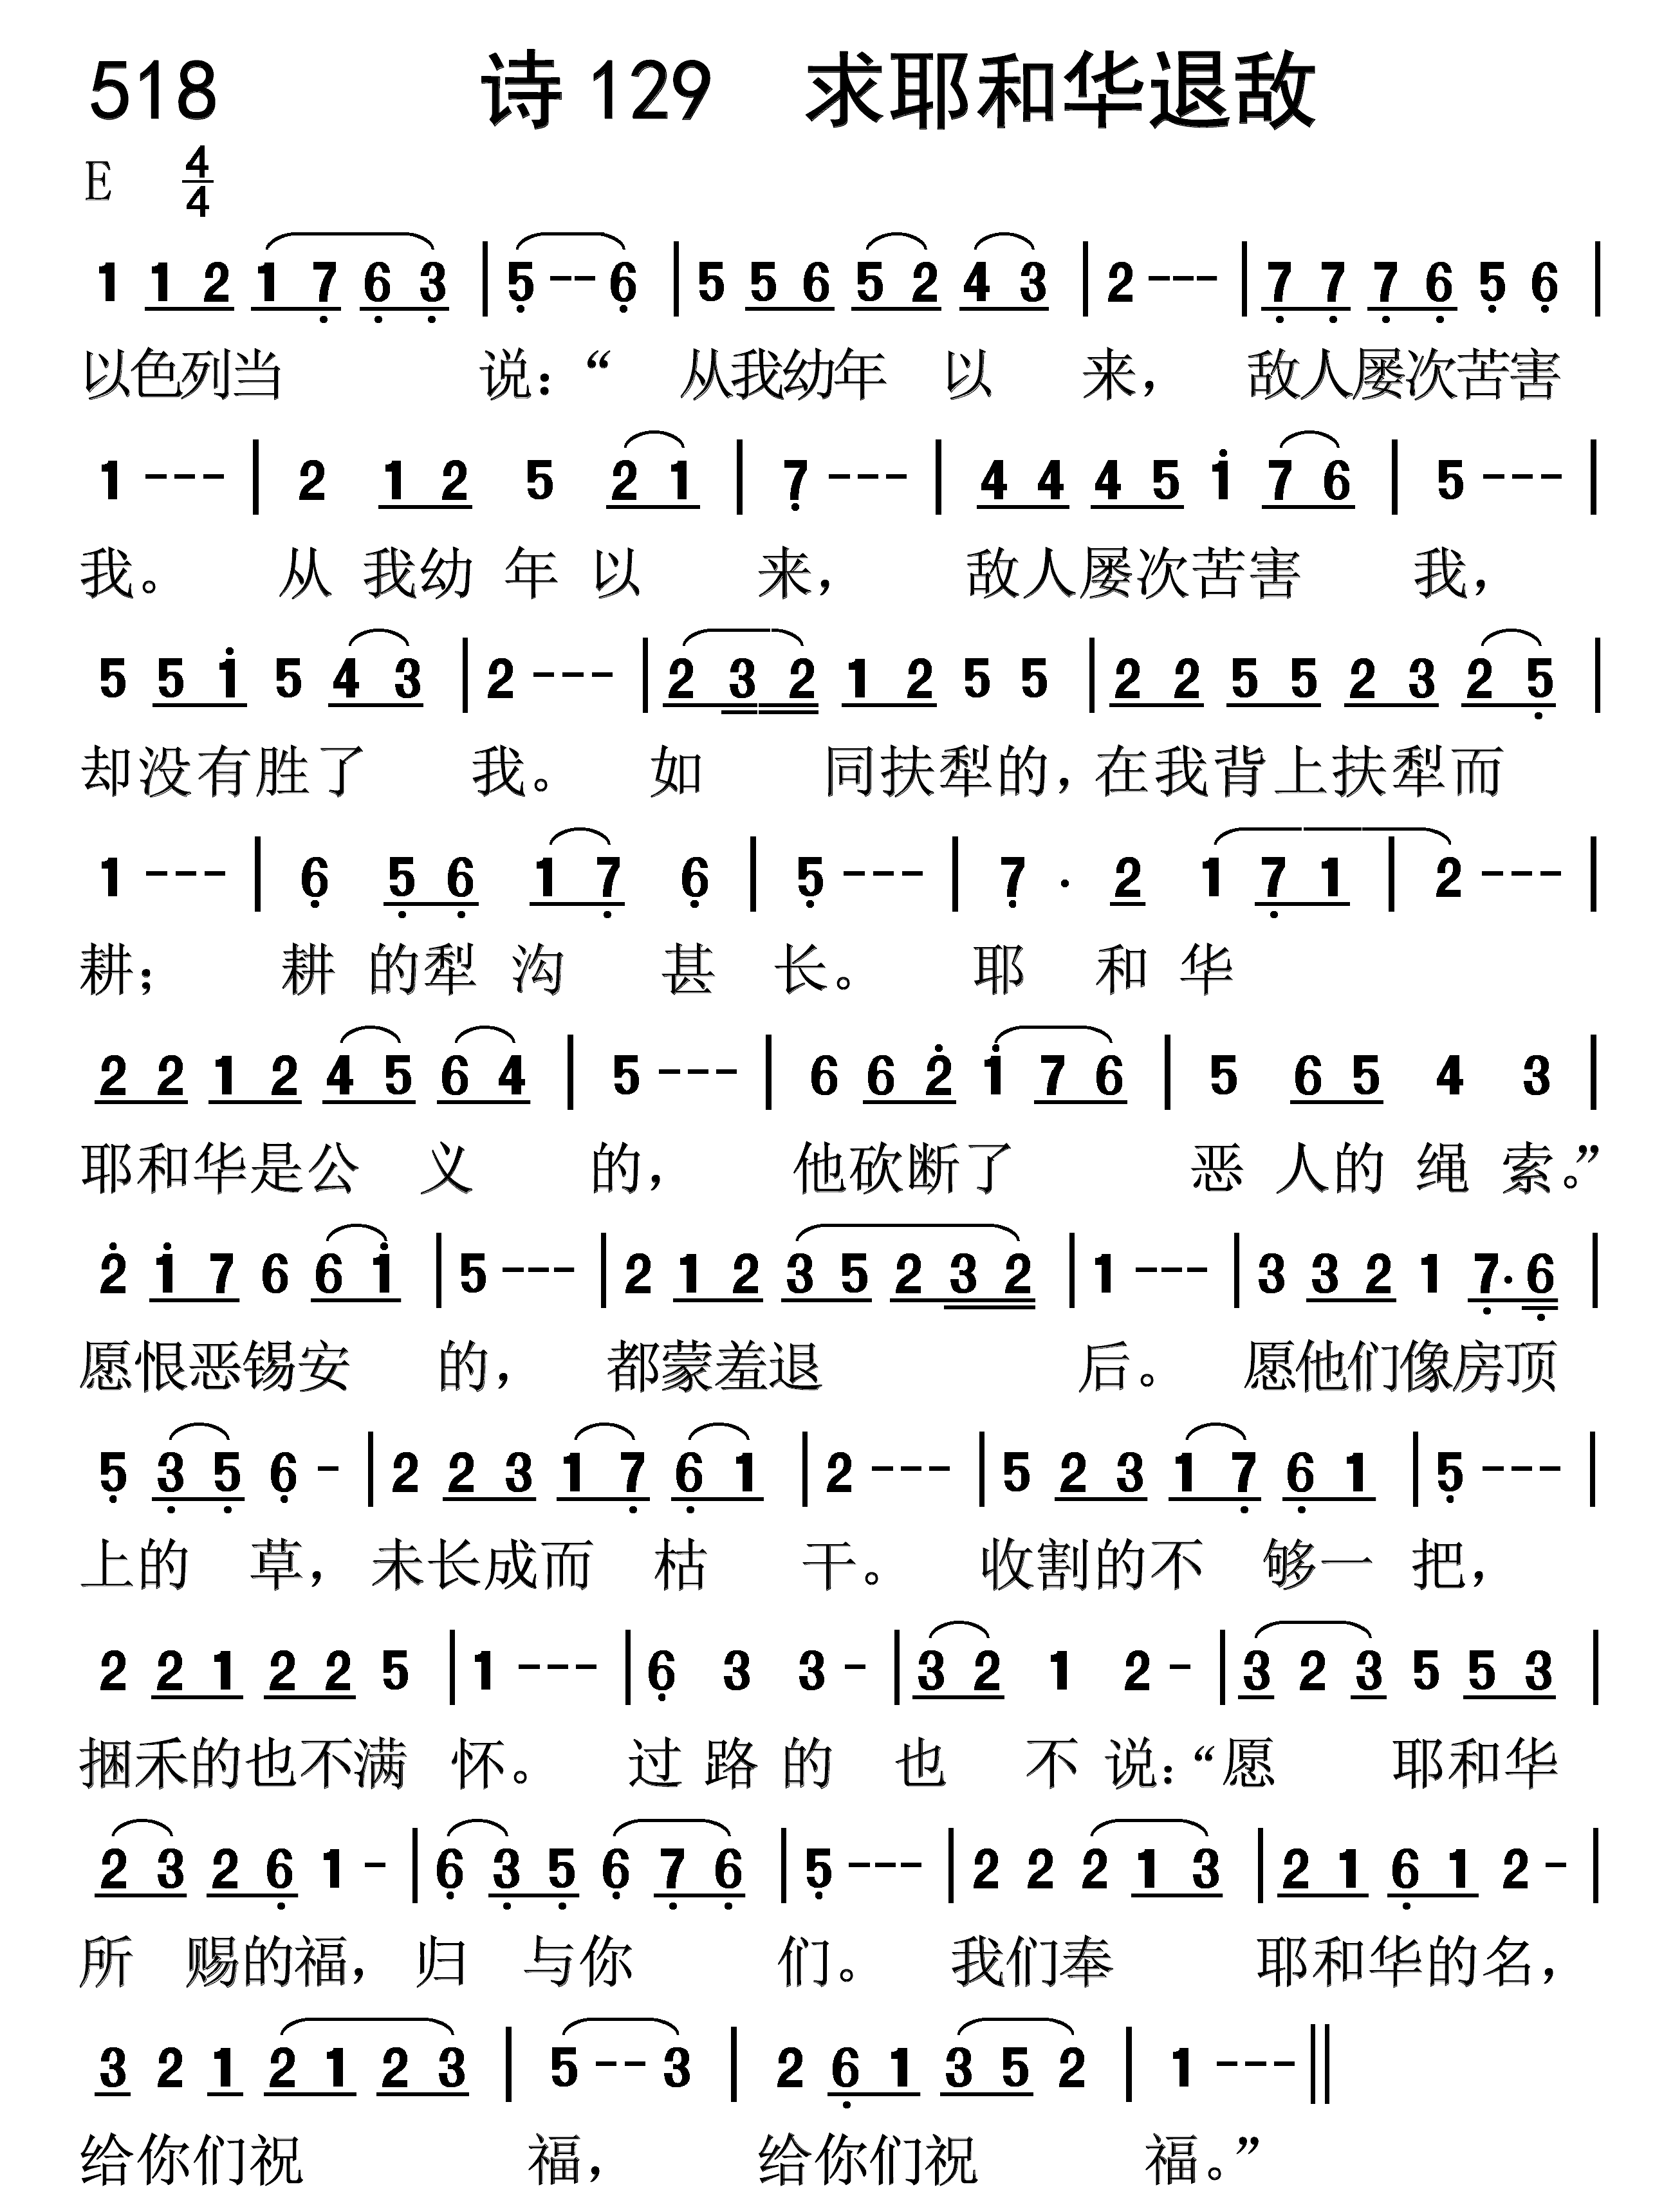 518 诗129 求耶和华退敌
E 4/4
1 1 2 1 7 6 3 | 5 - - 6 | 5 5 6 5 2 4 3 | 2 - - - | 7 7 7 6 5 6 |
以色列当 说：“ 从我幼年 以 来， 敌人屡次苦害
1 - - - | 2 1 2 5 2 1 | 7 - - - | 4 4 4 5 1 7 6 | 5 - - - |
我。 从 我幼 年 以 来， 敌人屡次苦害 我，
5 5 1 5 4 3 | 2 - - - | 2 3 2 1 2 5 5 | 2 2 5 5 2 3 2 5 |
却没有胜了 我。 如 同扶犁的，在我背上扶犁而
1 - - - | 6 5 6 1 7 6 | 5 - - - | 7 · 2 1 7 1 | 2 - - - |
耕； 耕 的犁 沟 甚 长。 耶 和 华
2 2 1 2 4 5 6 4 | 5 - - - | 6 6 2 1 7 6 | 5 6 5 4 3 |
耶和华是公 义 的， 他砍断了 恶 人的 绳 索。”
2 1 7 6 6 1 | 5 - - - | 2 1 2 3 5 2 3 2 | 1 - - - | 3 3 2 1 7· 6 |
愿恨恶锡安 的， 都蒙羞退 后。 愿他们像房顶
5 3 5 6 - | 2 2 3 1 7 6 1 | 2 - - - | 5 2 3 1 7 6 1 | 5 - - - |
上的 草，未长成而 枯 干。 收割的不 够一 把，
2 2 1 2 2 5 | 1 - - - | 6 3 3 - | 3 2 1 2 - | 3 2 3 5 5 3 |
捆禾的也不满 怀。 过 路 的 也 不 说：“愿 耶和华
2 3 2 6 1 - | 6 3 5 6 7 6 | 5 - - - | 2 2 2 1 3 | 2 1 6 1 2 - |
所 赐的福，归 与你 们。 我们奉 耶和华的名，
3 2 1 2 1 2 3 | 5 - - 3 | 2 6 1 3 5 2 | 1 - - - ||
给你们祝 福， 给你们祝 福。”